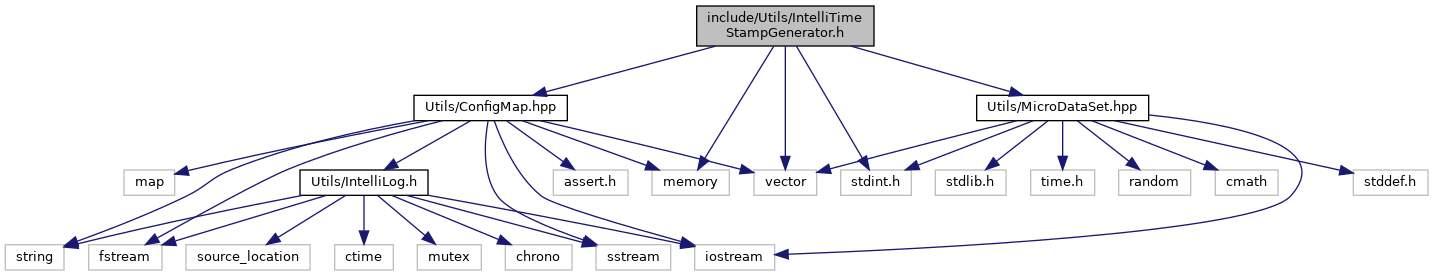 include/Utils/IntelliTime
StampGenerator.h
Utils/ConfigMap.hpp
Utils/MicroDataSet.hpp
map
Utils/IntelliLog.h
assert.h
memory
vector
stdint.h
stdlib.h
time.h
random
cmath
stddef.h
string
fstream
source_location
ctime
mutex
chrono
sstream
iostream